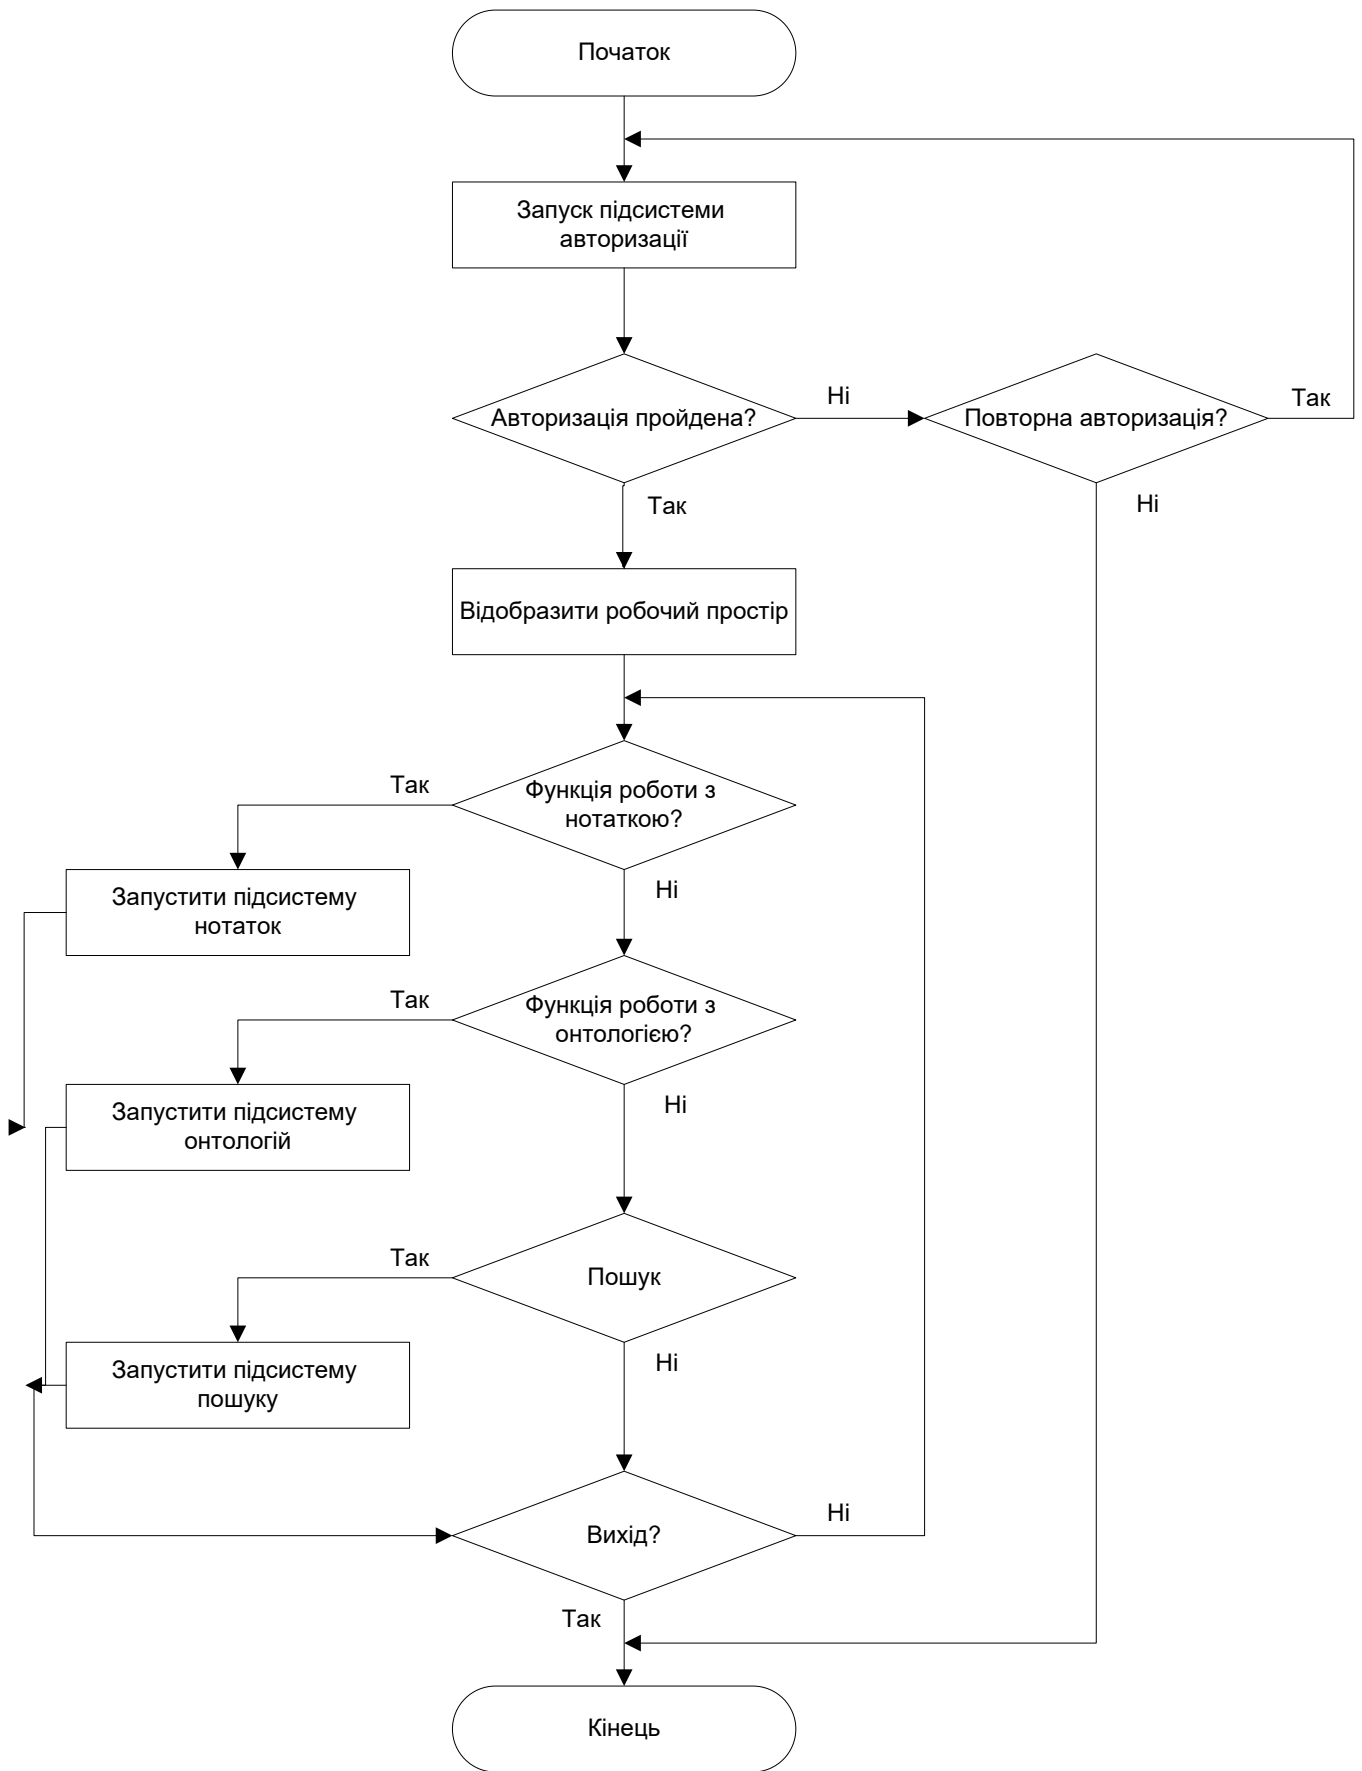 Початок
Запуск підсистеми
авторизації
Авторизація пройдена?
Ні
Повторна авторизація?
Так
Так
Ні
Відобразити робочий простір
Так
Функція роботи з
нотаткою?
Ні
Запустити підсистему
нотаток
Так
Функція роботи з
онтологією?
Ні
Запустити підсистему
онтологій
Так
Пошук
Ні
Запустити підсистему
пошуку
Вихід?
Ні
Так
Кінець